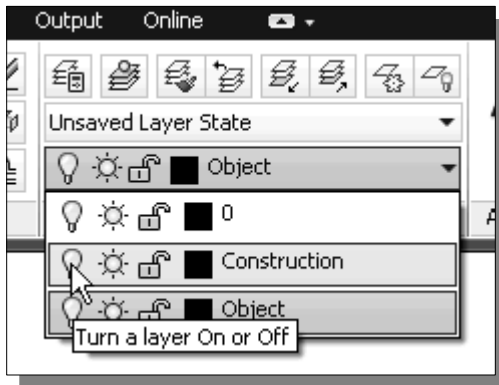 Output Online
Unsaved Layer State
Object
0
Construction
Object
Turn a layer On or Off